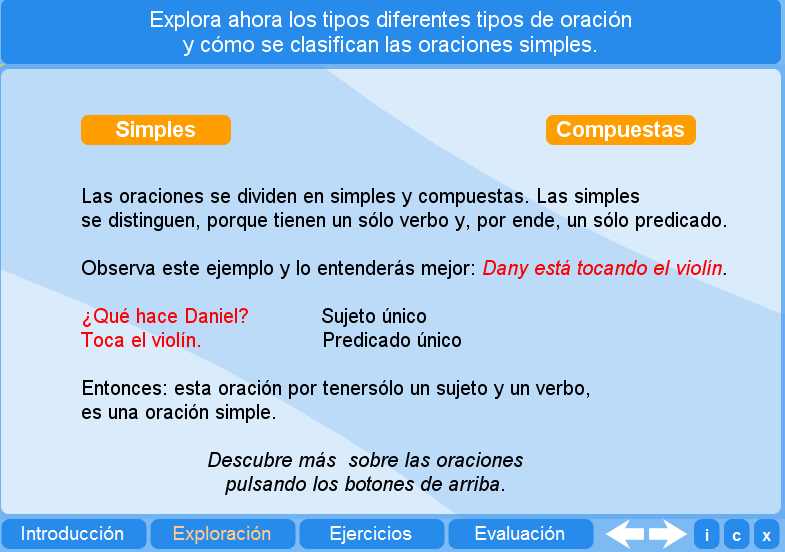 Explora ahora los tipos diferentes tipos de oración
y cómo se clasifican las oraciones simples.
Simples
Compuestas
Las oraciones se dividen en simples y compuestas. Las simples
se distinguen, porque tienen un sólo verbo y, por ende, un sólo predicado.
Observa este ejemplo y lo entenderás mejor: Dany está tocando el violín.
¿Qué hace Daniel? Sujeto único
Toca el violín. Predicado único
Entonces: esta oración por tenersólo un sujeto y un verbo,
es una oración simple.
Descubre más sobre las oraciones
pulsando los botones de arriba.
Introducción Exploración Ejercicios Evaluación i c x